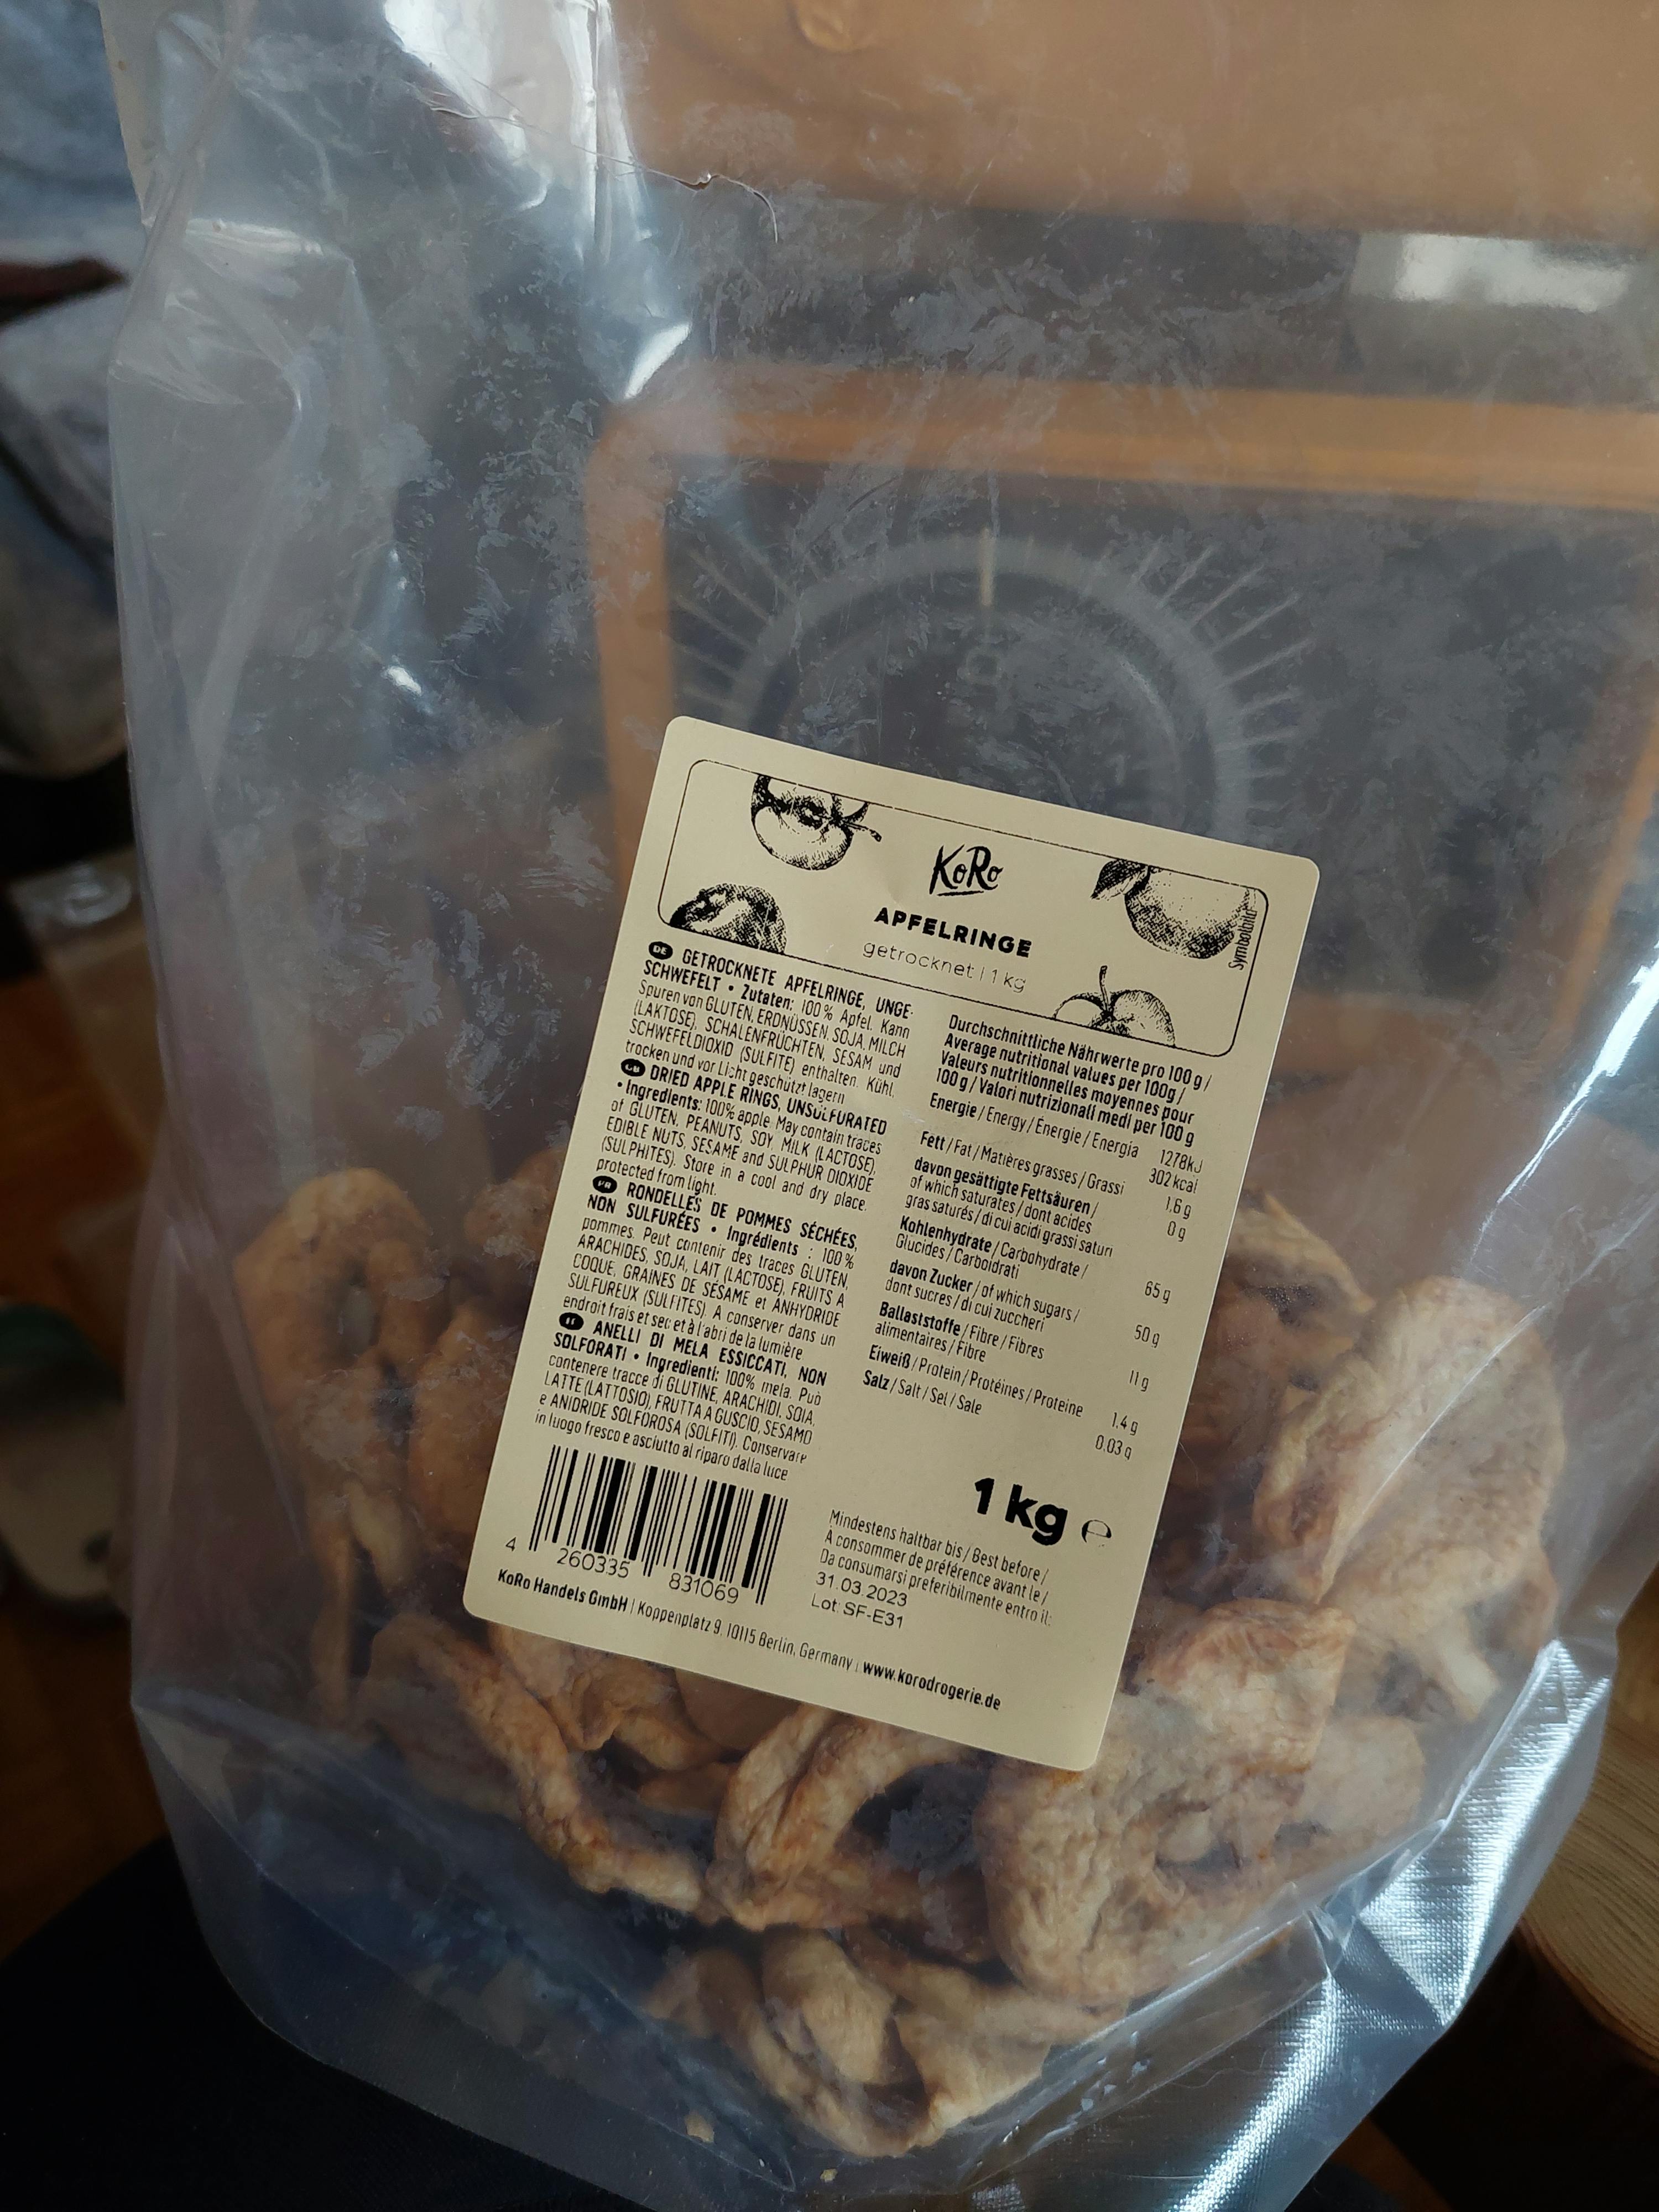 KoRo
APFELRINGE
getrocknet | 1 kg
Symbolbild
DE GETROCKNETE APFELRINGE, UNGE-
SCHWEFELT • Zutaten: 100% Apfel. Kann
Spuren von GLUTEN, ERDNÜSSEN, SOJA, MILCH
(LAKTOSE), SCHALENFRÜCHTEN, SESAM und
SCHWEFELDIOXID (SULFITE) enthalten. Kühl,
trocken und vor Licht geschützt lagern
GB DRIED APPLE RINGS, UNSULFURATED
• Ingredients: 100% apple. May contain traces
of GLUTEN, PEANUTS, SOY, MILK (LACTOSE),
EDIBLE NUTS, SESAME and SULPHUR DIOXIDE
(SULPHITES). Store in a cool and dry place.
protected from light.
FR RONDELLES DE POMMES SÉCHÉES,
NON SULFURÉES • Ingrédients : 100%
pommes. Peut contenir des traces GLUTEN,
ARACHIDES, SOJA, LAIT (LACTOSE), FRUITS À
COQUE, GRAINES DE SÉSAME et ANHYDRIDE
SULFUREUX (SULFITES). A conserver dans un
endroit frais et sec et à l'abri de la lumière
IT ANELLI DI MELA ESSICCATI, NON
SOLFORATI • Ingredienti: 100% mela. Può
contenere tracce di GLUTINE, ARACHIDI, SOIA,
LATTE (LATTOSIO), FRUTTA A GUSCIO, SESAMO
e ANIDRIDE SOLFOROSA (SOLFITI). Conservare
in luogo fresco e asciutto al riparo dalla luce
Durchschnittliche Nährwerte pro 100 g /
Average nutritional values per 100g /
Valeurs nutritionnelles moyennes pour
100 g / Valori nutrizionali medi per 100 g
Energie / Energy / Énergie / Energia 1278kJ
302 kcal
Fett / Fat / Matières grasses / Grassi 1,6 g
davon gesättigte Fettsäuren /
of which saturates / dont acides
gras saturés / di cui acidi grassi saturi 0 g
Kohlenhydrate / Carbohydrate /
Glucides / Carboidrati 65 g
davon Zucker / of which sugars /
dont sucres / di cui zuccheri 50 g
Ballaststoffe / Fibre / Fibres
alimentaires / Fibre 11 g
Eiweiß / Protein / Protéines / Proteine 1.4 g
Salz / Salt / Sel / Sale 0.03 g
1 kg ℮
Mindestens haltbar bis / Best before /
À consommer de préférence avant le /
Da consumarsi preferibilmente entro il:
31.03.2023
Lot: SF-E31
4 260335 831069
KoRo Handels GmbH | Koppenplatz 9, 10115 Berlin, Germany | www.korodrogerie.de